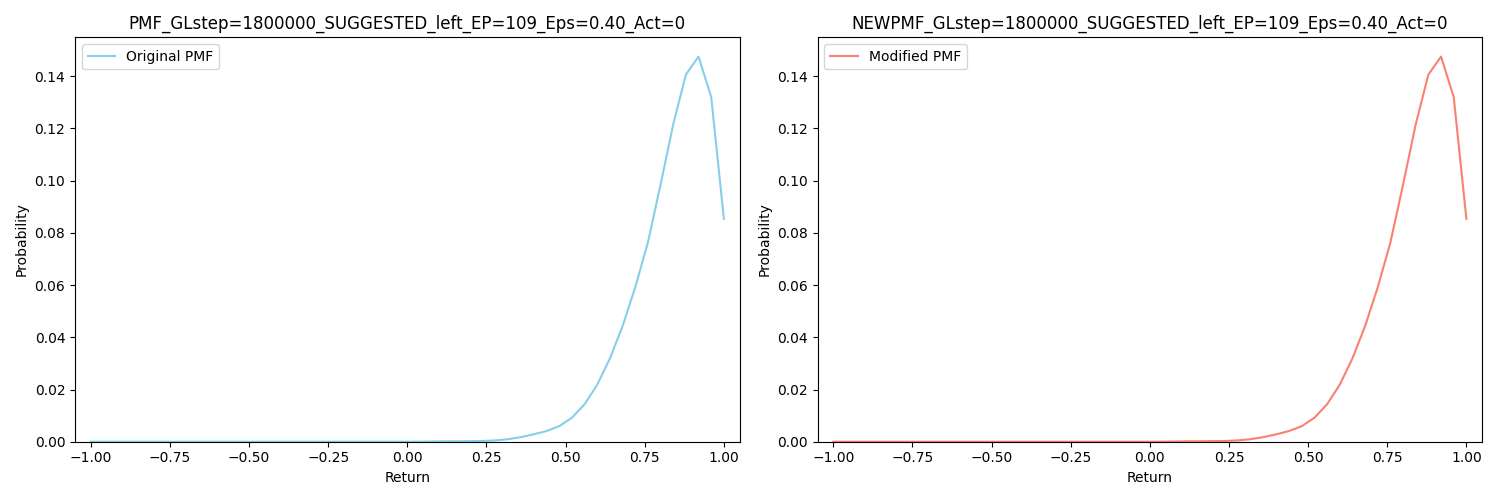 PMF_GLstep=1800000_SUGGESTED_left_EP=109_Eps=0.40_Act=0
Original PMF
0.14
0.12
0.10
0.08
0.06
0.04
0.02
0.00
Probability
−1.00 −0.75 −0.50 −0.25 0.00 0.25 0.50 0.75 1.00
Return
NEWPMF_GLstep=1800000_SUGGESTED_left_EP=109_Eps=0.40_Act=0
Modified PMF
0.14
0.12
0.10
0.08
0.06
0.04
0.02
0.00
Probability
−1.00 −0.75 −0.50 −0.25 0.00 0.25 0.50 0.75 1.00
Return